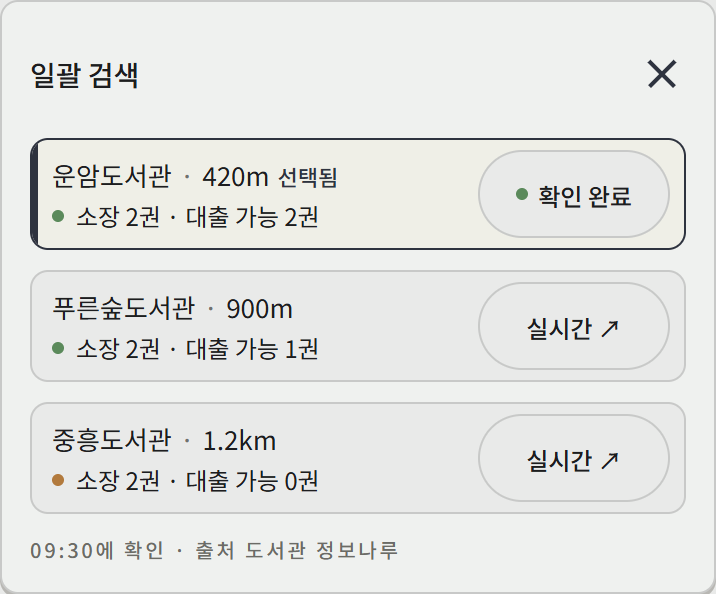 일괄 검색
운암도서관 · 420m 선택됨
소장 2권 · 대출 가능 2권
확인 완료
푸른숲도서관 · 900m
소장 2권 · 대출 가능 1권
실시간 ↗
중흥도서관 · 1.2km
소장 2권 · 대출 가능 0권
실시간 ↗
09:30에 확인 · 출처 도서관 정보나루